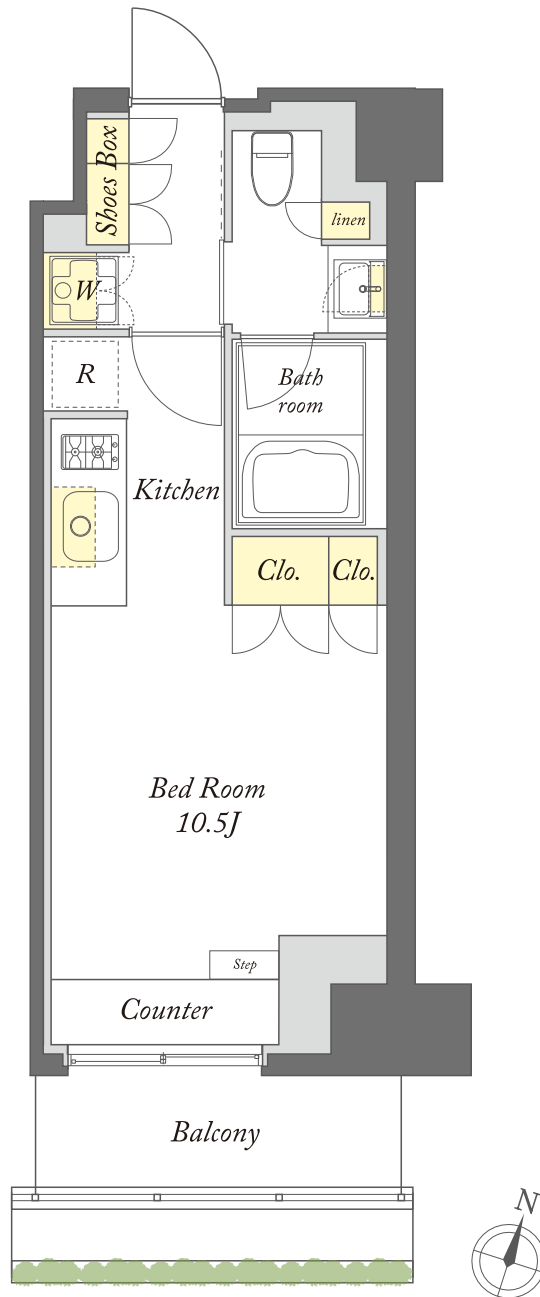 Shoes Box
linen
W
R
Bath
room
Kitchen
Clo.
Clo.
Bed Room
10.5J
Step
Counter
Balcony
N